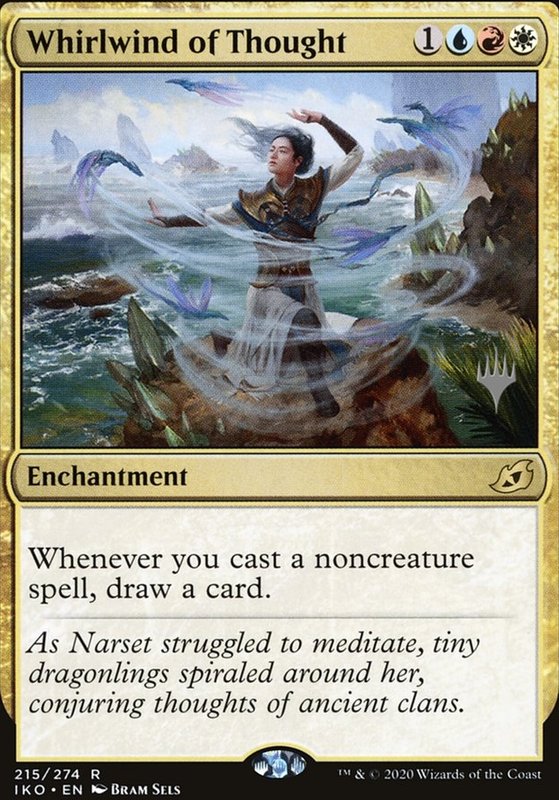 Whirlwind of Thought 1
Enchantment
Whenever you cast a noncreature
spell, draw a card.
As Narset struggled to meditate, tiny
dragonlings spiraled around her,
conjuring thoughts of ancient clans.
215/274 R
IKO • EN Bram Sels
™ & © 2020 Wizards of the Coast